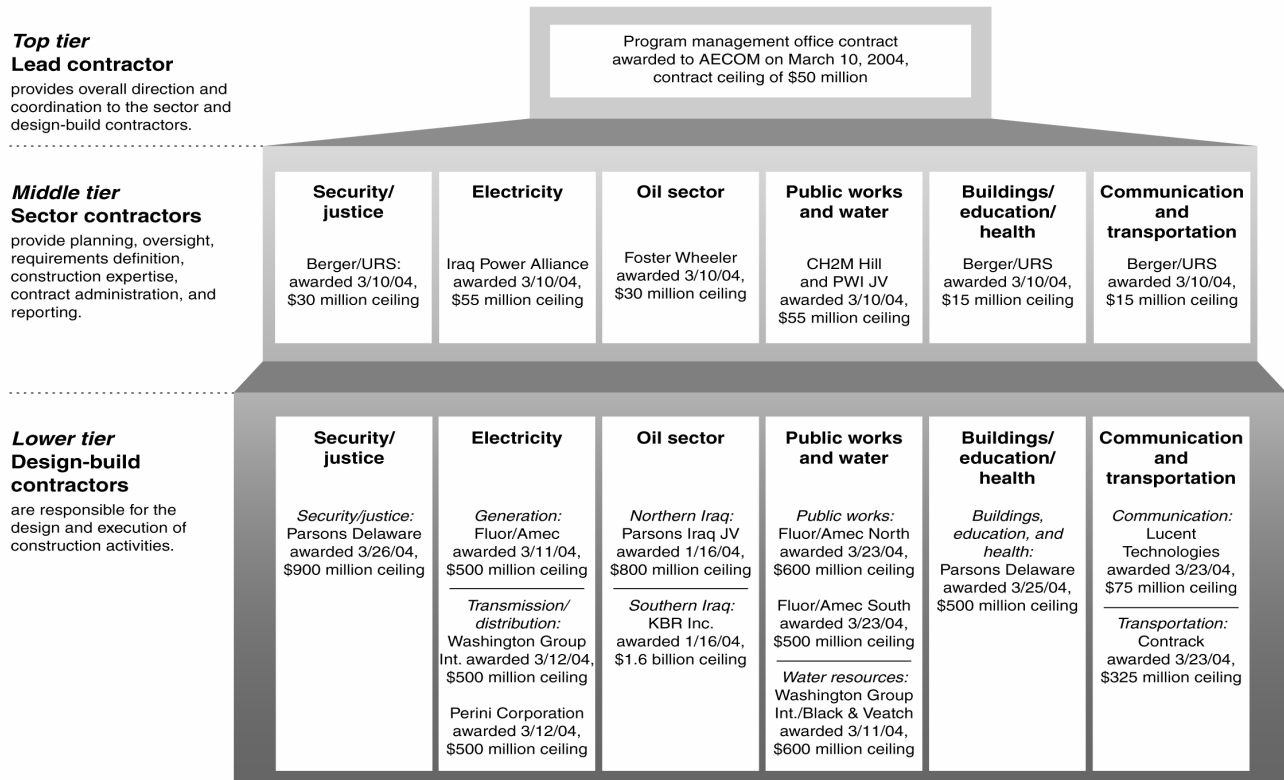 Top tier
Lead contractor
provides overall direction and
coordination to the sector and
design-build contractors.
Program management office contract
awarded to AECOM on March 10, 2004,
contract ceiling of $50 million
Middle tier
Sector contractors
provide planning, oversight,
requirements definition,
construction expertise,
contract administration, and
reporting.
Security/
justice
Berger/URS:
awarded 3/10/04,
$30 million ceiling
Electricity
Iraq Power Alliance
awarded 3/10/04,
$55 million ceiling
Oil sector
Foster Wheeler
awarded 3/10/04,
$30 million ceiling
Public works
and water
CH2M Hill
and PWI JV
awarded 3/10/04,
$55 million ceiling
Buildings/
education/
health
Berger/URS
awarded 3/10/04,
$15 million ceiling
Communication
and
transportation
Berger/URS
awarded 3/10/04,
$15 million ceiling
Lower tier
Design-build
contractors
are responsible for the
design and execution of
construction activities.
Security/
justice
Security/justice:
Parsons Delaware
awarded 3/26/04,
$900 million ceiling
Electricity
Generation:
Fluor/Amec
awarded 3/11/04,
$500 million ceiling
Transmission/
distribution:
Washington Group
Int. awarded 3/12/04,
$500 million ceiling
Perini Corporation
awarded 3/12/04,
$500 million ceiling
Oil sector
Northern Iraq:
Parsons Iraq JV
awarded 1/16/04,
$800 million ceiling
Southern Iraq:
KBR Inc.
awarded 1/16/04,
$1.6 billion ceiling
Public works
and water
Public works:
Fluor/Amec North
awarded 3/23/04,
$600 million ceiling
Fluor/Amec South
awarded 3/23/04,
$500 million ceiling
Water resources:
Washington Group
Int./Black & Veatch
awarded 3/11/04,
$600 million ceiling
Buildings/
education/
health
Buildings,
education, and
health:
Parsons Delaware
awarded 3/25/04,
$500 million ceiling
Communication
and
transportation
Communication:
Lucent
Technologies
awarded 3/23/04,
$75 million ceiling
Transportation:
Contrack
awarded 3/23/04,
$325 million ceiling